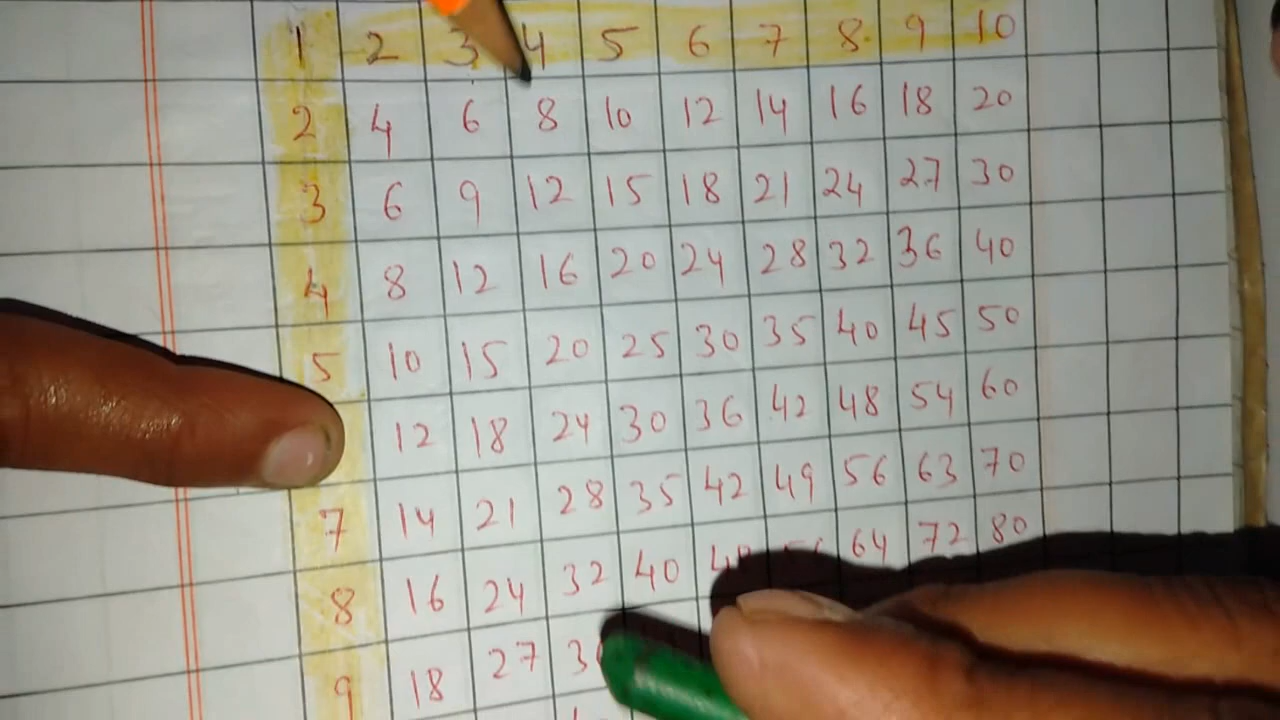 1 2 3 4 5 6 7 8 9 10
2 4 6 8 10 12 14 16 18 20
3 6 9 12 15 18 21 24 27 30
4 8 12 16 20 24 28 32 36 40
5 10 15 20 25 30 35 40 45 50
12 18 24 30 36 42 48 54 60
7 14 21 28 35 42 49 56 63 70
8 16 24 32 40 64 72 80
9 18 27